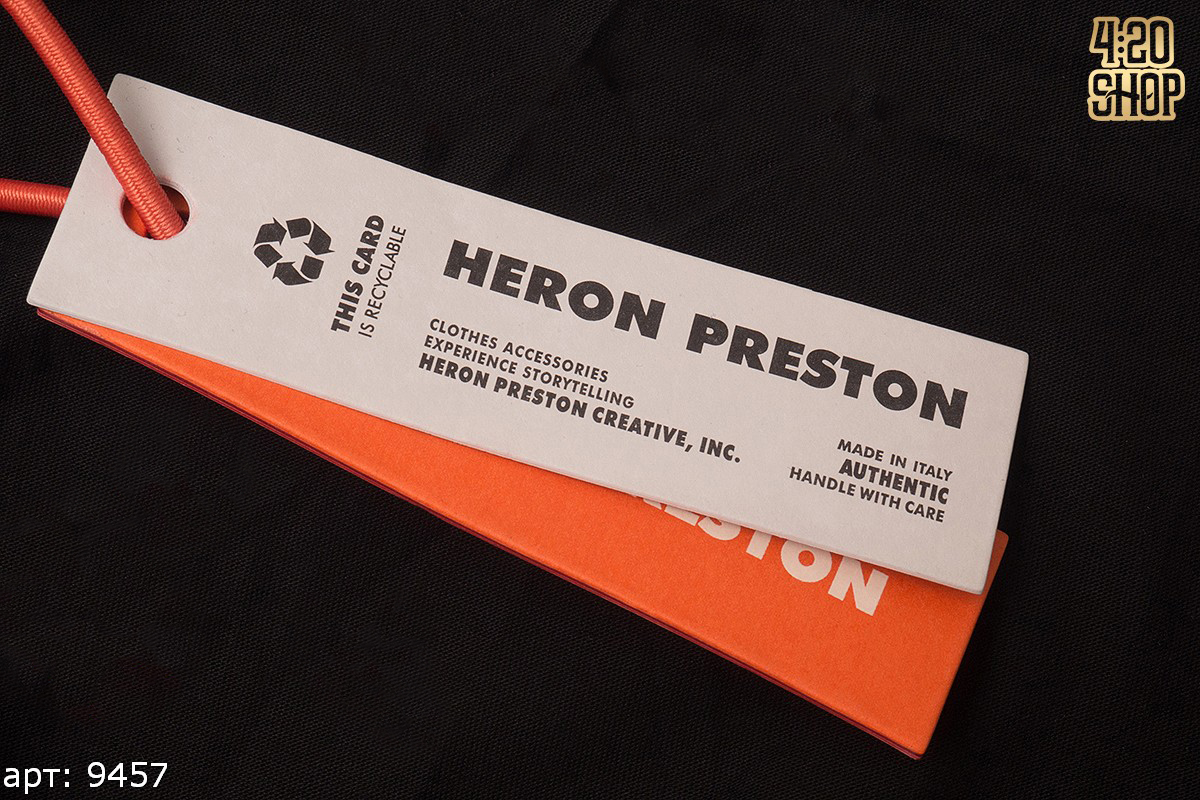 4:20
SHOP
THIS CARD
IS RECYCLABLE
HERON PRESTON
CLOTHES ACCESSORIES
EXPERIENCE STORYTELLING
HERON PRESTON CREATIVE, INC.
MADE IN ITALY
AUTHENTIC
HANDLE WITH CARE
ESTON
арт: 9457